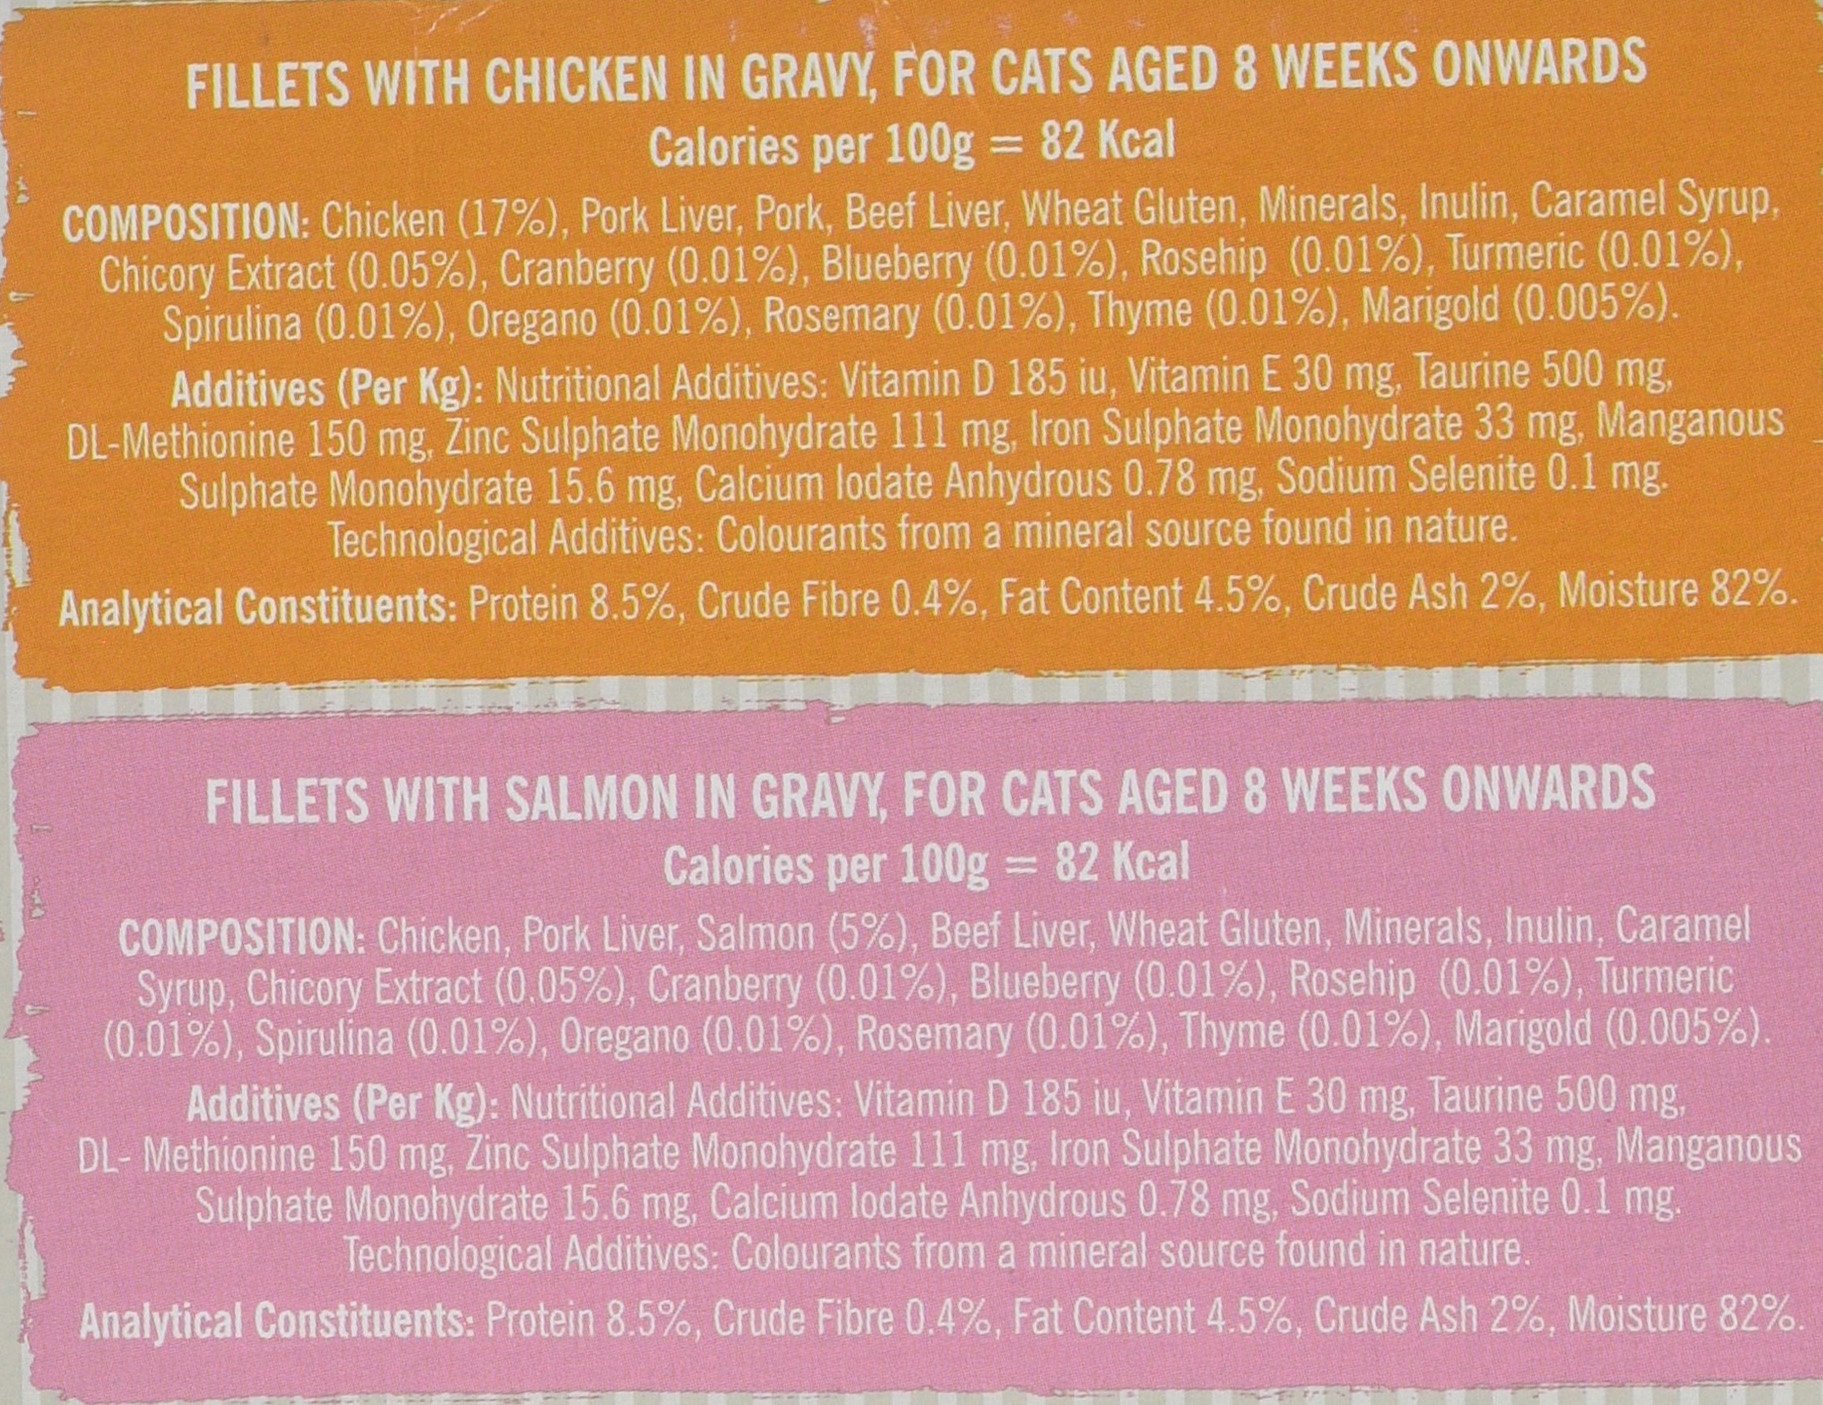 FILLETS WITH CHICKEN IN GRAVY, FOR CATS AGED 8 WEEKS ONWARDS
Calories per 100g = 82 Kcal
COMPOSITION: Chicken (17%), Pork Liver, Pork, Beef Liver, Wheat Gluten, Minerals, Inulin, Caramel Syrup,
Chicory Extract (0.05%), Cranberry (0.01%), Blueberry (0.01%), Rosehip (0.01%), Turmeric (0.01%),
Spirulina (0.01%), Oregano (0.01%), Rosemary (0.01%), Thyme (0.01%), Marigold (0.005%).
Additives (Per Kg): Nutritional Additives: Vitamin D 185 iu, Vitamin E 30 mg, Taurine 500 mg,
DL-Methionine 150 mg, Zinc Sulphate Monohydrate 111 mg, Iron Sulphate Monohydrate 33 mg, Manganous
Sulphate Monohydrate 15.6 mg, Calcium Iodate Anhydrous 0.78 mg, Sodium Selenite 0.1 mg.
Technological Additives: Colourants from a mineral source found in nature.
Analytical Constituents: Protein 8.5%, Crude Fibre 0.4%, Fat Content 4.5%, Crude Ash 2%, Moisture 82%.
FILLETS WITH SALMON IN GRAVY, FOR CATS AGED 8 WEEKS ONWARDS
Calories per 100g = 82 Kcal
COMPOSITION: Chicken, Pork Liver, Salmon (5%), Beef Liver, Wheat Gluten, Minerals, Inulin, Caramel
Syrup, Chicory Extract (0.05%), Cranberry (0.01%), Blueberry (0.01%), Rosehip (0.01%), Turmeric
(0.01%), Spirulina (0.01%), Oregano (0.01%), Rosemary (0.01%), Thyme (0.01%), Marigold (0.005%).
Additives (Per Kg): Nutritional Additives: Vitamin D 185 iu, Vitamin E 30 mg, Taurine 500 mg,
DL- Methionine 150 mg, Zinc Sulphate Monohydrate 111 mg, Iron Sulphate Monohydrate 33 mg, Manganous
Sulphate Monohydrate 15.6 mg, Calcium Iodate Anhydrous 0.78 mg, Sodium Selenite 0.1 mg.
Technological Additives: Colourants from a mineral source found in nature.
Analytical Constituents: Protein 8.5%, Crude Fibre 0.4%, Fat Content 4.5%, Crude Ash 2%, Moisture 82%.